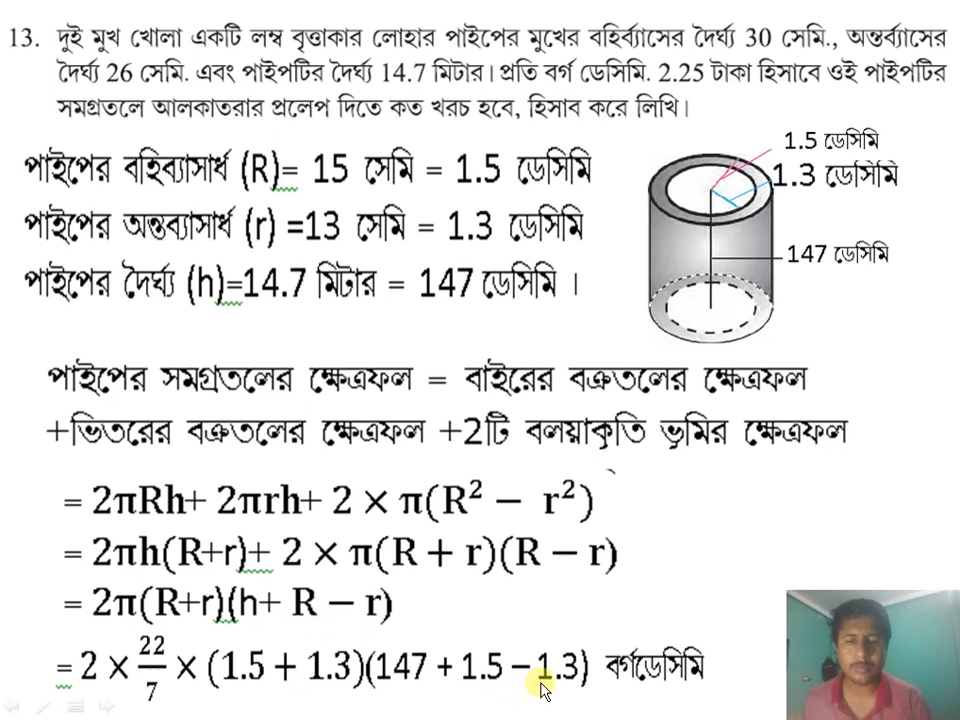 13. দুই মুখ খোলা একটি লম্ব বৃত্তাকার লোহার পাইপের মুখের বহির্ব্যাসের দৈর্ঘ্য 30 সেমি., অন্তর্ব্যাসের
দৈর্ঘ্য 26 সেমি. এবং পাইপটির দৈর্ঘ্য 14.7 মিটার। প্রতি বর্গ ডেসিমি. 2.25 টাকা হিসাবে ওই পাইপটির
সমগ্রতলে আলকাতরার প্রলেপ দিতে কত খরচ হবে, হিসাব করে লিখি।
1.5 ডেসিমি
পাইপের বহিব্যাসার্ধ (R)= 15 সেমি = 1.5 ডেসিমি
1.3 ডেসিমি
পাইপের অন্তব্যাসার্ধ (r) =13 সেমি = 1.3 ডেসিমি
147 ডেসিমি
পাইপের দৈর্ঘ্য (h)=14.7 মিটার = 147 ডেসিমি ।
পাইপের সমগ্রতলের ক্ষেত্রফল = বাইরের বক্রতলের ক্ষেত্রফল
+ভিতরের বক্রতলের ক্ষেত্রফল +2টি বলয়াকৃতি ভূমির ক্ষেত্রফল
= 2πRh+ 2πrh+ 2 × π(R² − r²)
= 2πh(R+r)+ 2 × π(R + r)(R − r)
= 2π(R+r)(h+ R − r)
= 2 × 22/7 × (1.5 + 1.3)(147 + 1.5 − 1.3) বর্গডেসিমি